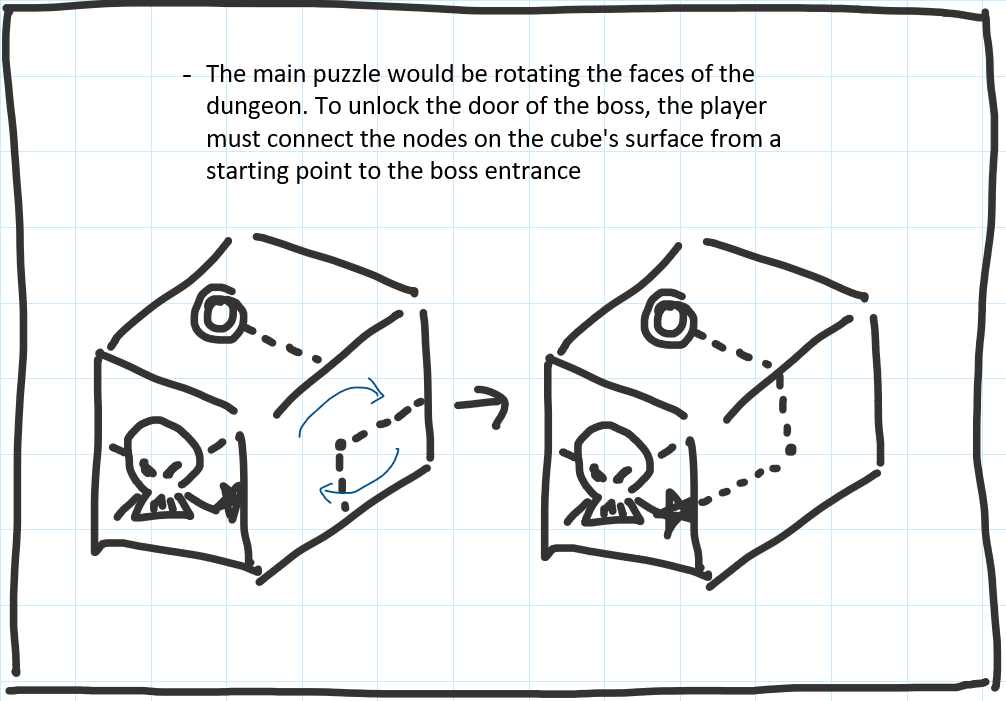 - The main puzzle would be rotating the faces of the
dungeon. To unlock the door of the boss, the player
must connect the nodes on the cube's surface from a
starting point to the boss entrance